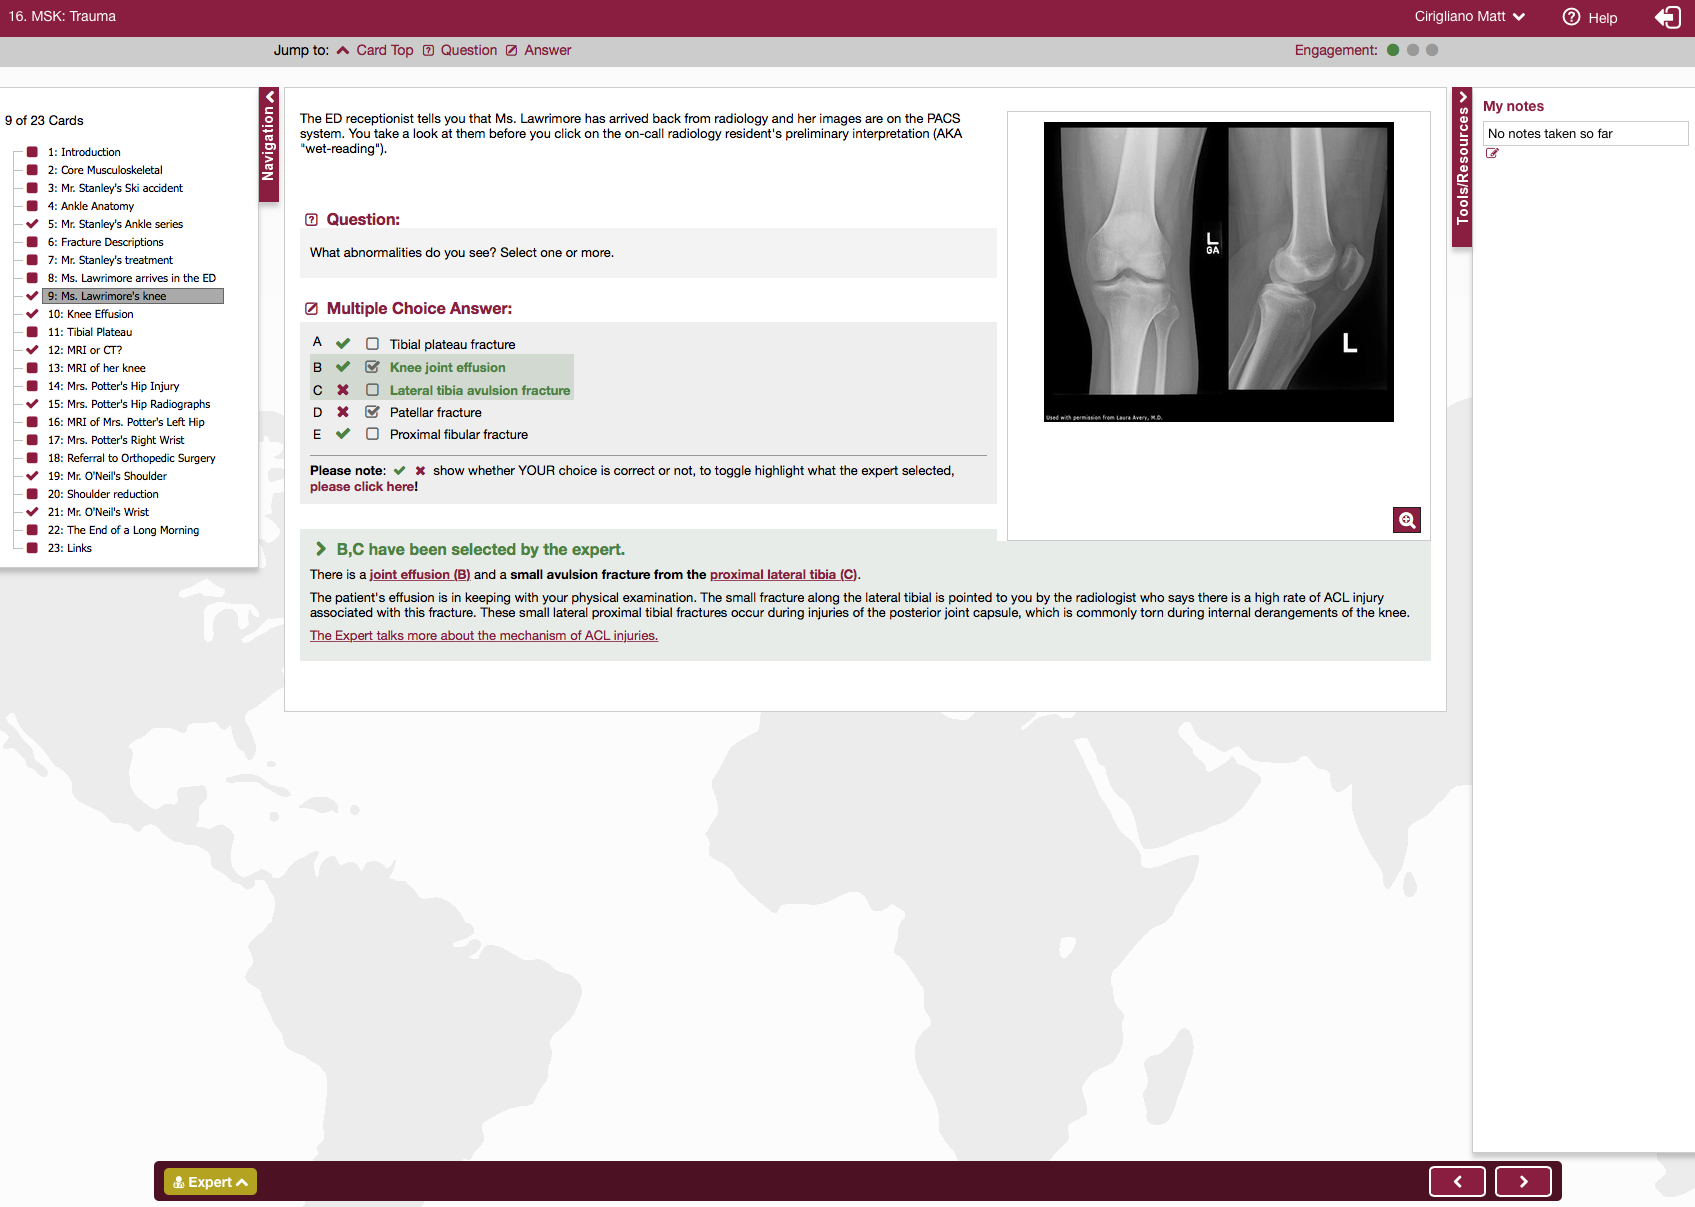 16. MSK: Trauma
Cirigliano Matt
Help
Jump to: Card Top Question Answer
Engagement:
9 of 23 Cards
1: Introduction
2: Core Musculoskeletal
3: Mr. Stanley's Ski accident
4: Ankle Anatomy
5: Mr. Stanley's Ankle series
6: Fracture Descriptions
7: Mr. Stanley's treatment
8: Ms. Lawrimore arrives in the ED
9: Ms. Lawrimore's knee
10: Knee Effusion
11: Tibial Plateau
12: MRI or CT?
13: MRI of her knee
14: Mrs. Potter's Hip Injury
15: Mrs. Potter's Hip Radiographs
16: MRI of Mrs. Potter's Left Hip
17: Mrs. Potter's Right Wrist
18: Referral to Orthopedic Surgery
19: Mr. O'Neil's Shoulder
20: Shoulder reduction
21: Mr. O'Neil's Wrist
22: The End of a Long Morning
23: Links
Navigation
The ED receptionist tells you that Ms. Lawrimore has arrived back from radiology and her images are on the PACS
system. You take a look at them before you click on the on-call radiology resident's preliminary interpretation (AKA
"wet-reading").
Question:
What abnormalities do you see? Select one or more.
Multiple Choice Answer:
A Tibial plateau fracture
B Knee joint effusion
C Lateral tibia avulsion fracture
D Patellar fracture
E Proximal fibular fracture
Please note: show whether YOUR choice is correct or not, to toggle highlight what the expert selected,
please click here!
L
GA
L
Used with permission from Laura Avery, M.D.
B,C have been selected by the expert.
There is a joint effusion (B) and a small avulsion fracture from the proximal lateral tibia (C).
The patient's effusion is in keeping with your physical examination. The small fracture along the lateral tibial is pointed to you by the radiologist who says there is a high rate of ACL injury
associated with this fracture. These small lateral proximal tibial fractures occur during injuries of the posterior joint capsule, which is commonly torn during internal derangements of the knee.
The Expert talks more about the mechanism of ACL injuries.
Tools/Resources
My notes
No notes taken so far
Expert